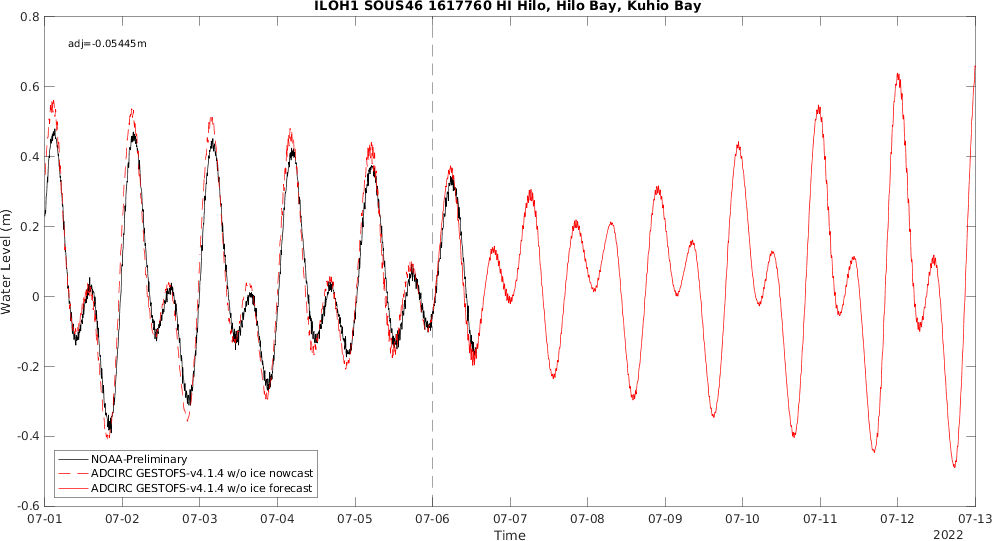 ILOH1 SOUS46 1617760 HI Hilo, Hilo Bay, Kuhio Bay
0.8
adj=-0.05445m
0.6
0.4
0.2
0
-0.2
-0.4
-0.6
Water Level (m)
NOAA-Preliminary
ADCIRC GESTOFS-v4.1.4 w/o ice nowcast
ADCIRC GESTOFS-v4.1.4 w/o ice forecast
07-01 07-02 07-03 07-04 07-05 07-06 07-07 07-08 07-09 07-10 07-11 07-12 07-13
Time
2022